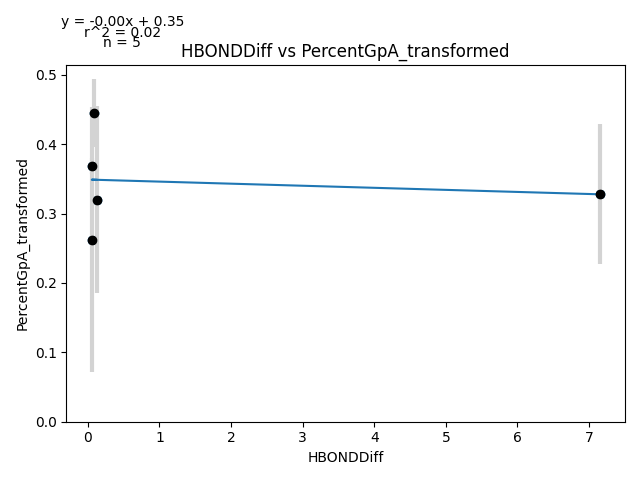 y = -0.00x + 0.35
r^2 = 0.02
n = 5
HBONDDiff vs PercentGpA_transformed
PercentGpA_transformed
0.5
0.4
0.3
0.2
0.1
0.0
0 1 2 3 4 5 6 7
HBONDDiff